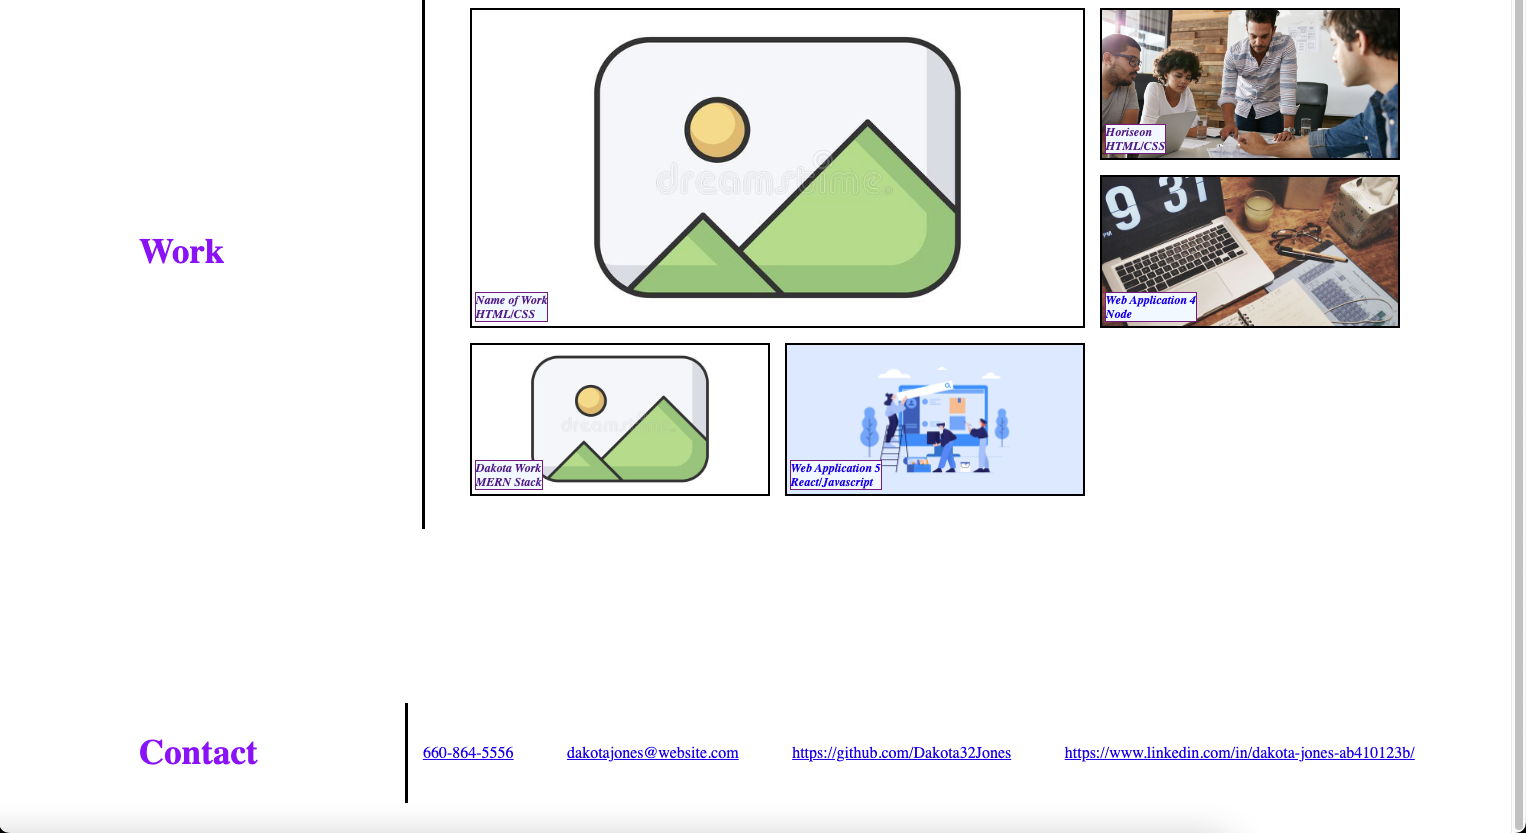 Work
dreamstime.
Name of Work
HTML/CSS
Horiseon
HTML/CSS
9 31
PM
Web Application 4
Node
dreamstime.
Dakota Work
MERN Stack
Web Application 5
React/Javascript
Contact
660-864-5556
dakotajones@website.com
https://github.com/Dakota32Jones
https://www.linkedin.com/in/dakota-jones-ab410123b/